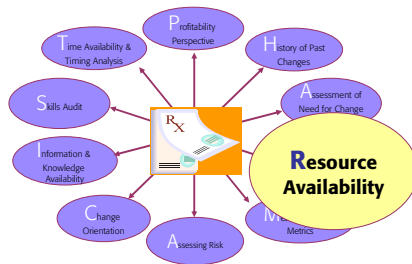 Profitability
Perspective
Time Availability &
Timing Analysis
History of Past
Changes
Skills Audit
Assessment of
Need for Change
RX
Information &
Knowledge
Availability
Resource
Availability
Change
Orientation
Assessing Risk
M
Metrics